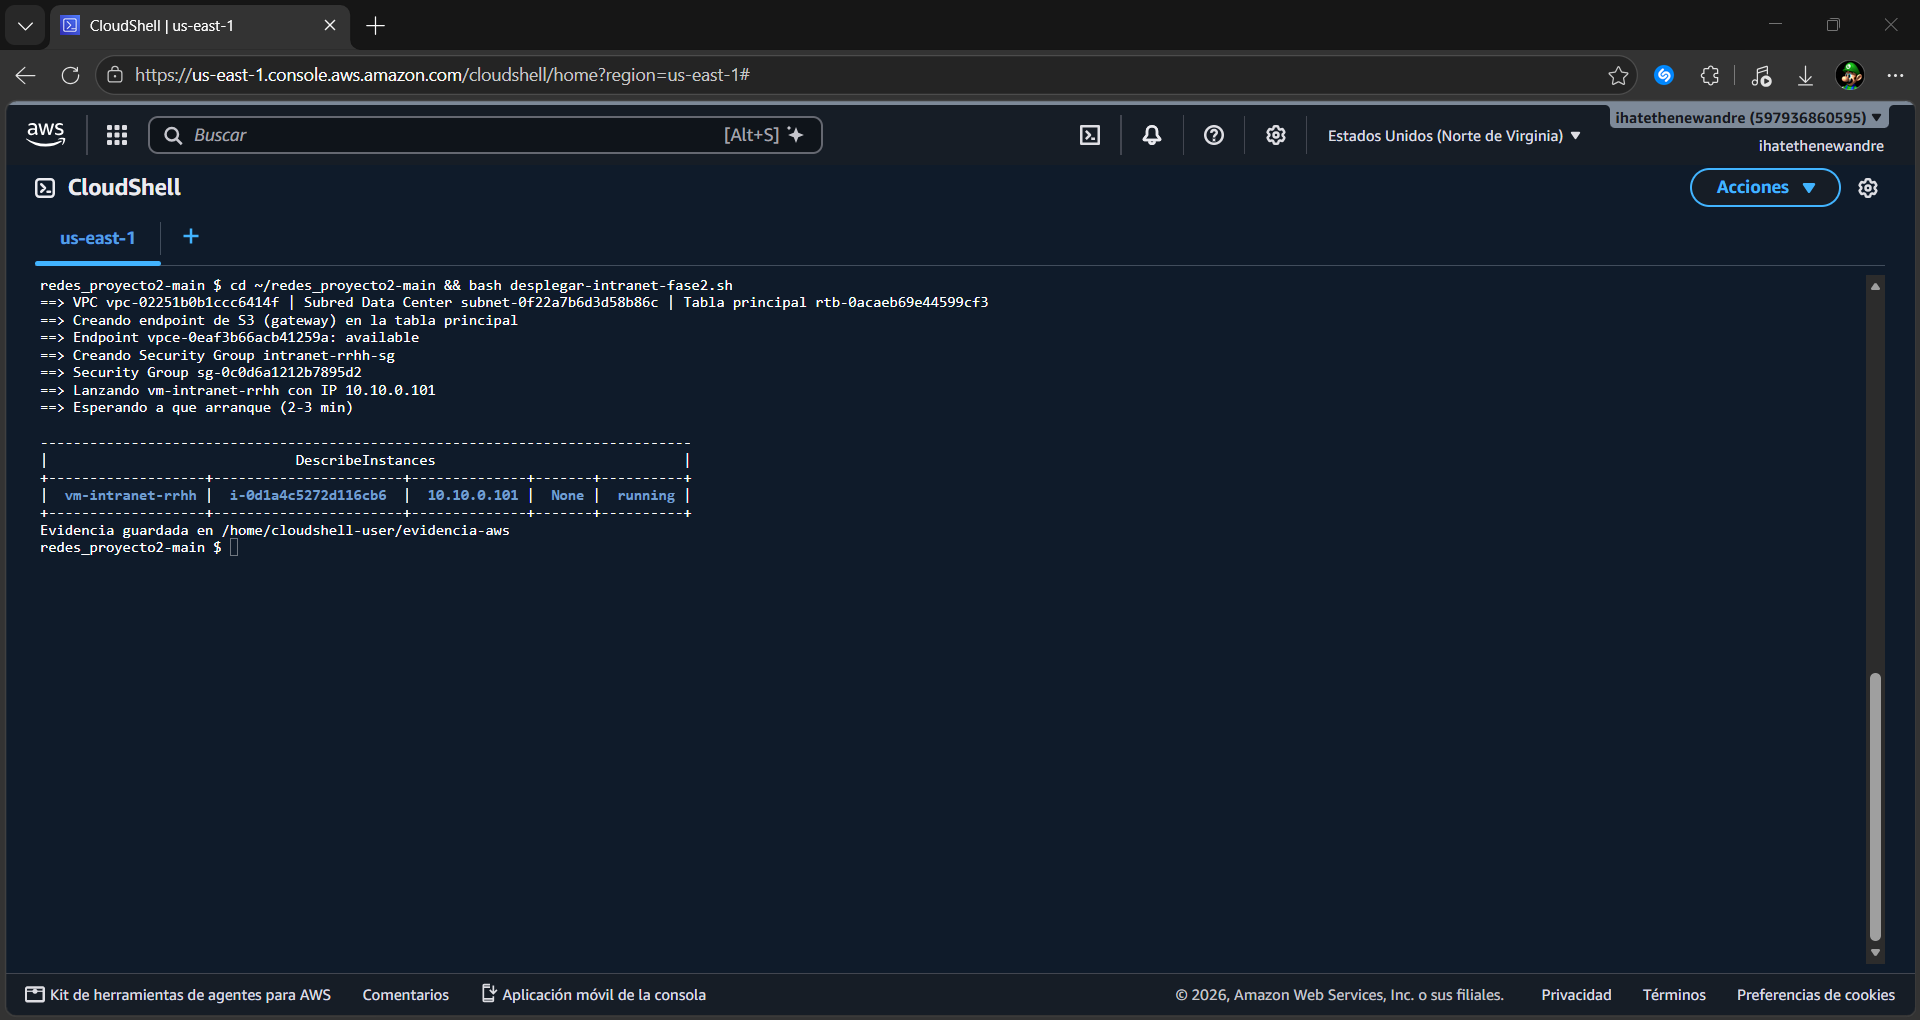 CloudShell | us-east-1
https://us-east-1.console.aws.amazon.com/cloudshell/home?region=us-east-1#
aws
Buscar
[Alt+S]
Estados Unidos (Norte de Virginia)
ihatethenewandre (597936860595)
ihatethenewandre
CloudShell
Acciones
us-east-1
redes_proyecto2-main $ cd ~/redes_proyecto2-main && bash desplegar-intranet-fase2.sh
==> VPC vpc-02251b0b1ccc6414f | Subred Data Center subnet-0f22a7b6d3d58b86c | Tabla principal rtb-0acaeb69e44599cf3
==> Creando endpoint de S3 (gateway) en la tabla principal
==> Endpoint vpce-0eaf3b66acb41259a: available
==> Creando Security Group intranet-rrhh-sg
==> Security Group sg-0c0d6a1212b7895d2
==> Lanzando vm-intranet-rrhh con IP 10.10.0.101
==> Esperando a que arranque (2-3 min)
-------------------------------------------------------------------------------
|                              DescribeInstances                              |
+-------------------+-----------------------+--------------+-------+----------+
|  vm-intranet-rrhh |  i-0d1a4c5272d116cb6  |  10.10.0.101 |  None |  running |
+-------------------+-----------------------+--------------+-------+----------+
Evidencia guardada en /home/cloudshell-user/evidencia-aws
redes_proyecto2-main $
Kit de herramientas de agentes para AWS
Comentarios
Aplicación móvil de la consola
© 2026, Amazon Web Services, Inc. o sus filiales.
Privacidad
Términos
Preferencias de cookies